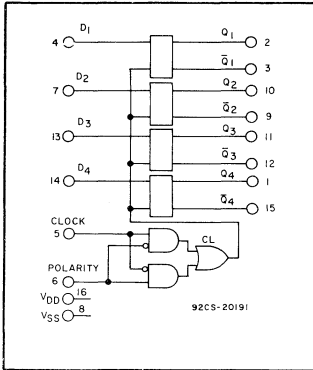 D1 Q1
4 2
Q̅1
3
D2 Q2
7 10
Q̅2
9
D3 Q3
13 11
Q̅3
12
D4 Q4
14 1
Q̅4
15
CLOCK
5 CL
POLARITY
6
VDD 16
VSS 8
92CS-20191